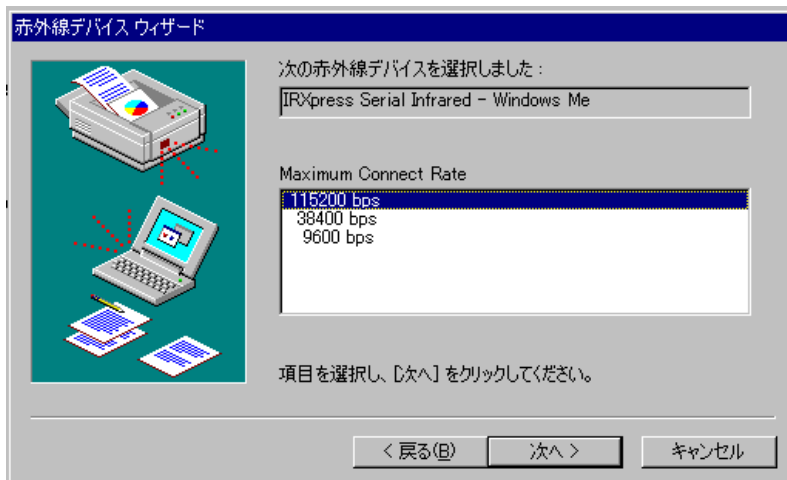 赤外線デバイス ウィザード
次の赤外線デバイスを選択しました:
IRXpress Serial Infrared - Windows Me
Maximum Connect Rate
115200 bps
38400 bps
9600 bps
項目を選択し、[次へ] をクリックしてください。
< 戻る(B)
次へ >
キャンセル